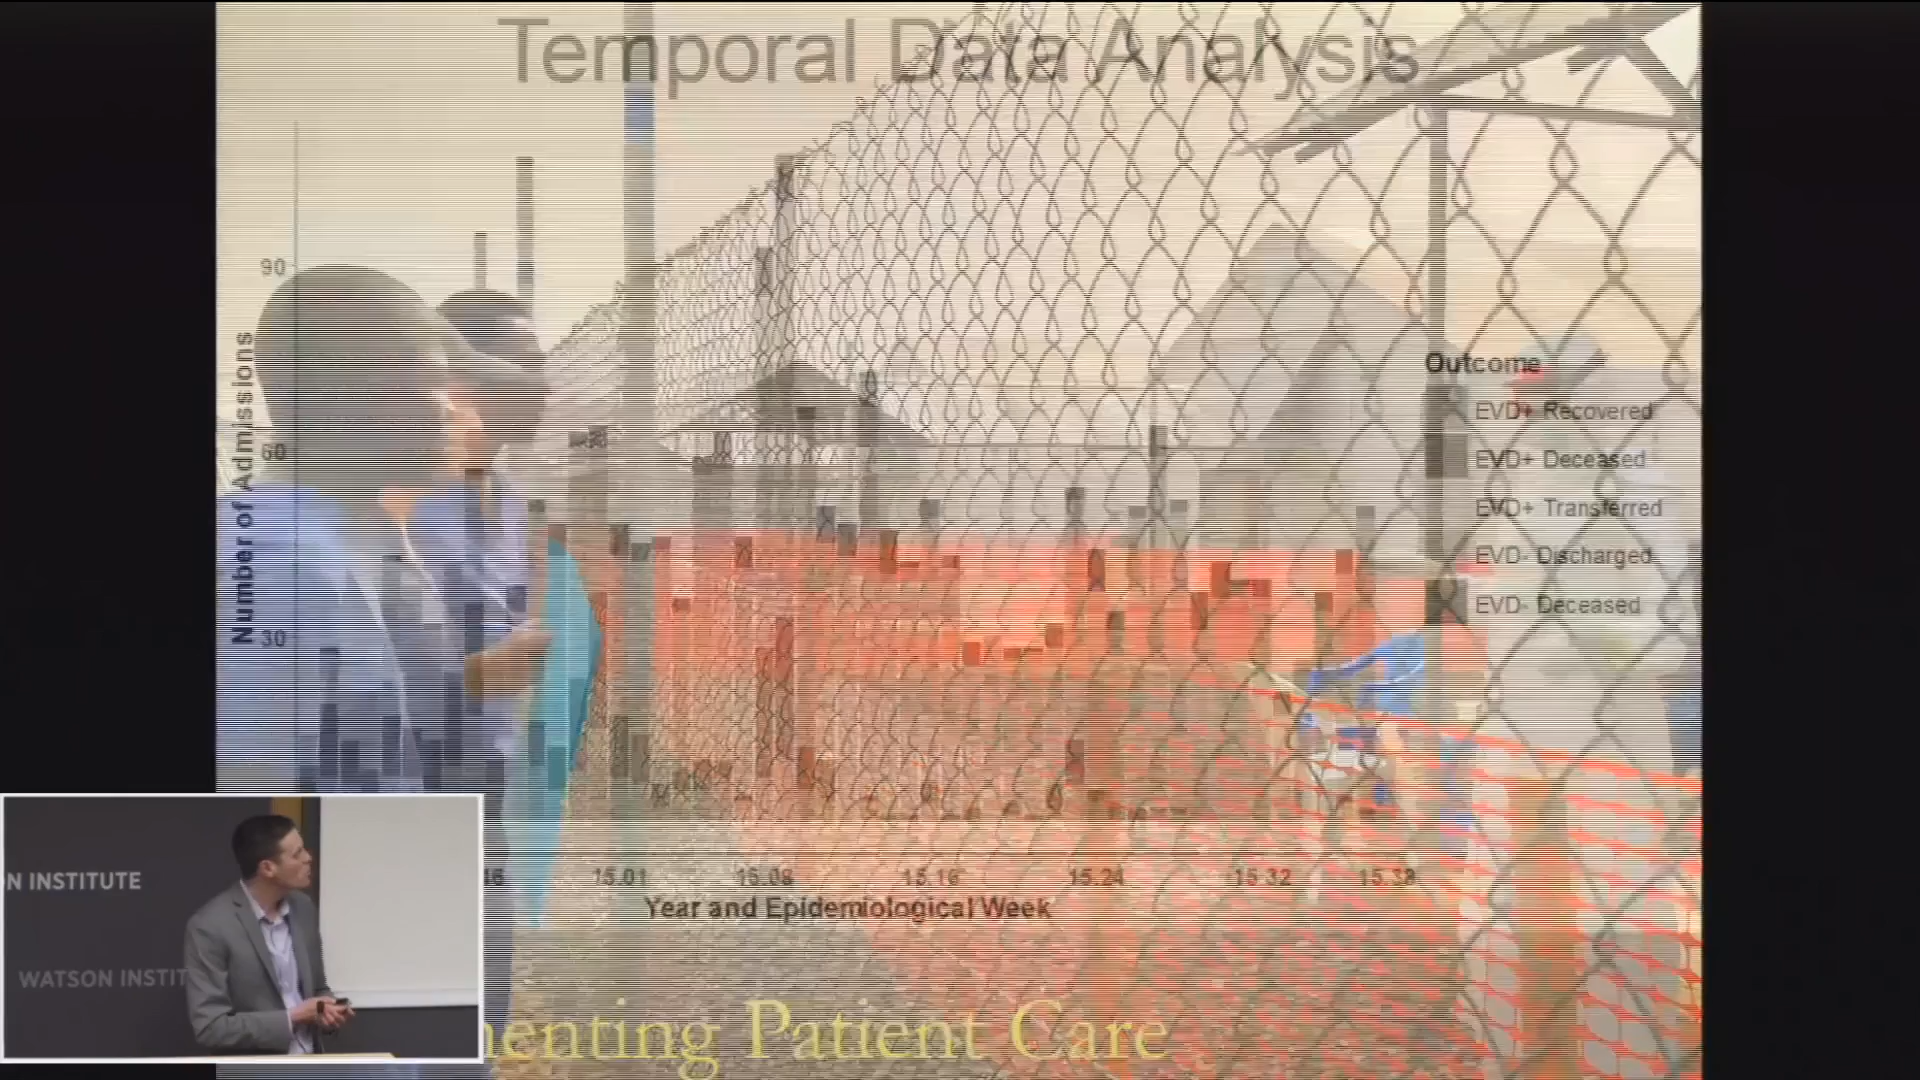 Temporal Data Analysis
90
60
30
Number of Admissions
Outcome
EVD+ Recovered
EVD+ Deceased
EVD+ Transferred
EVD- Discharged
EVD- Deceased
46 15.01 15.08 15.16 15.24 15.32 15.38
Year and Epidemiological Week
enting Patient Care
N INSTITUTE
WATSON INSTIT